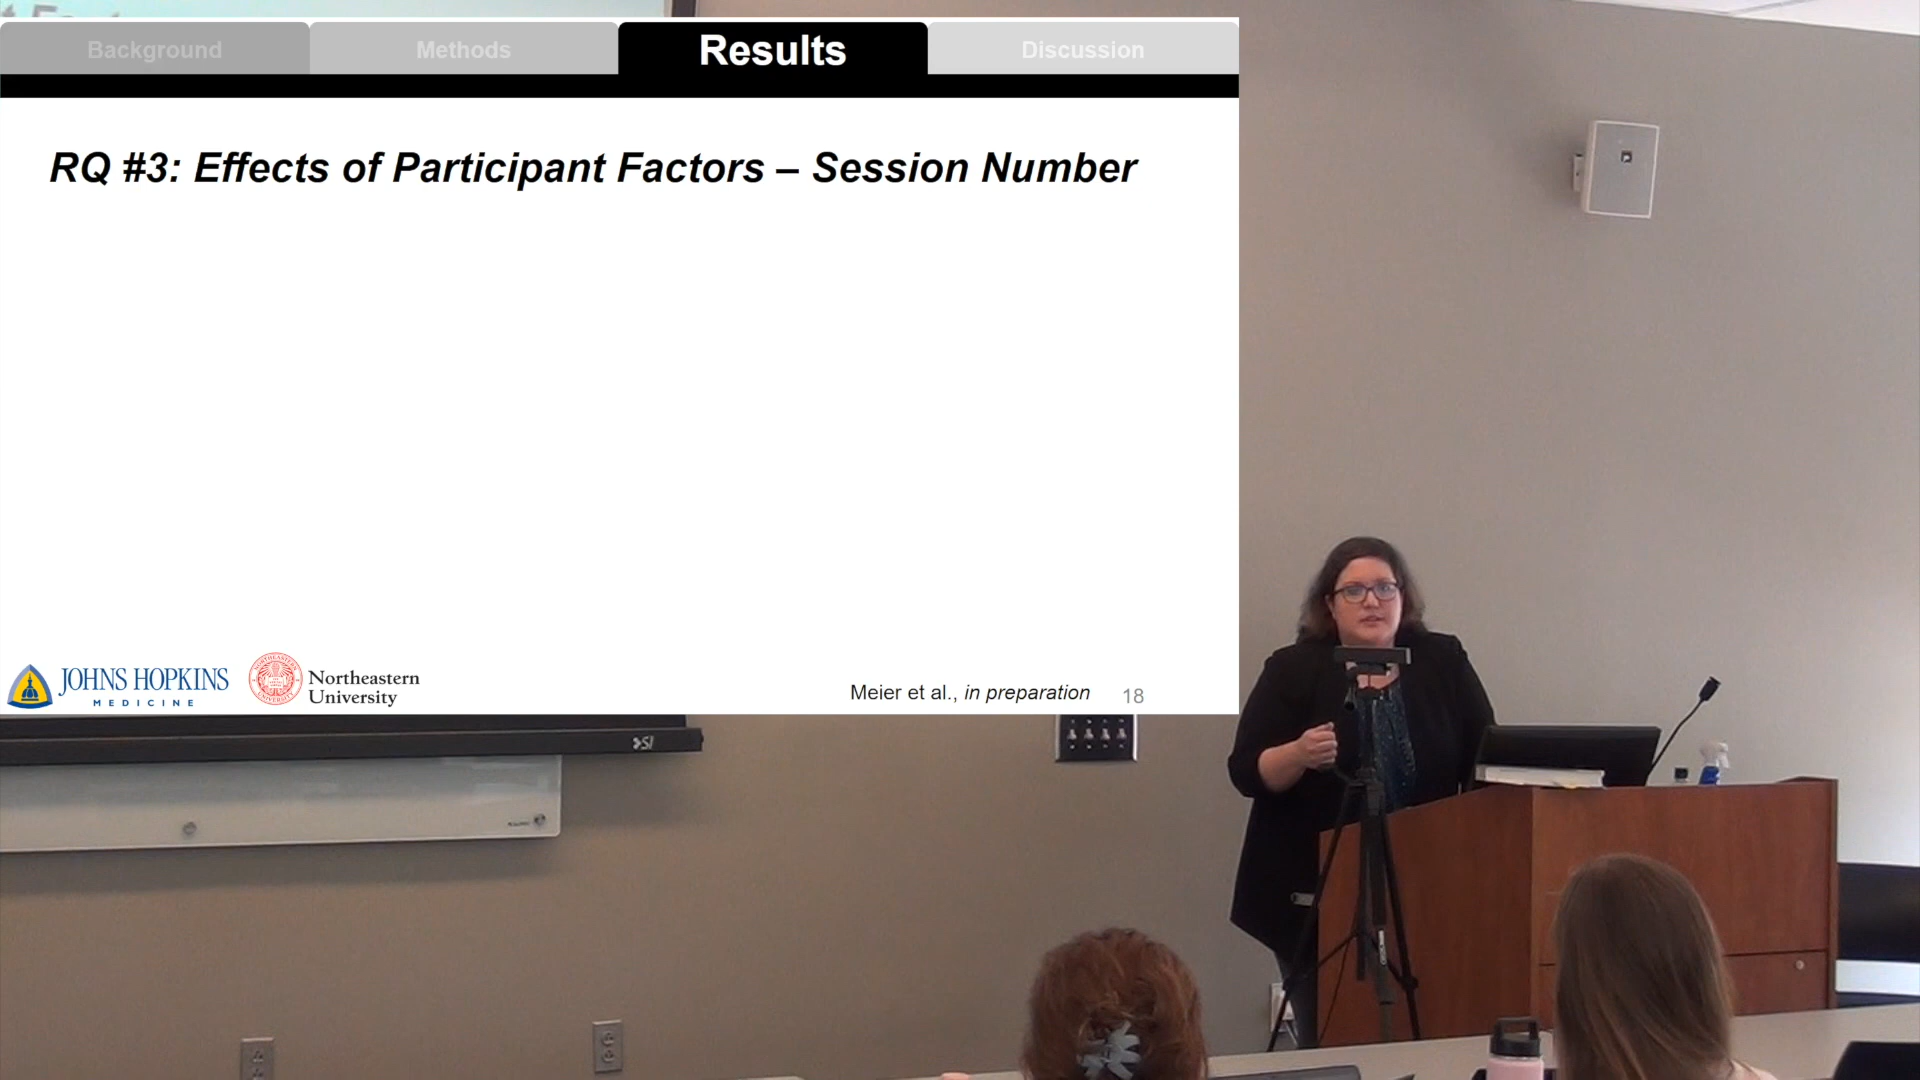 Background
Methods
Results
Discussion
RQ #3: Effects of Participant Factors – Session Number
JOHNS HOPKINS
MEDICINE
Northeastern
University
Meier et al., in preparation
18